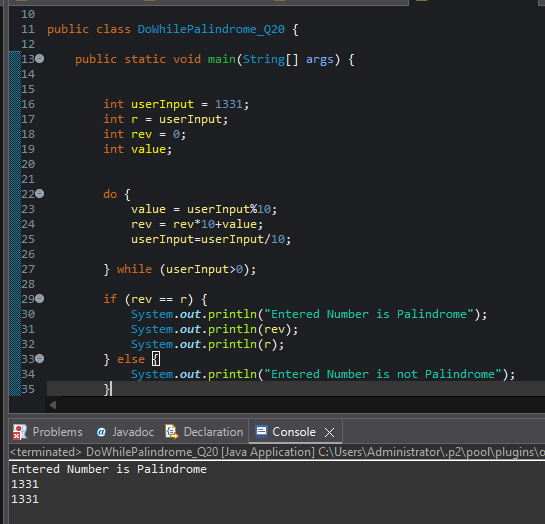 10
11 public class DoWhilePalindrome_Q20 {
12
13 public static void main(String[] args) {
14
15
16 int userInput = 1331;
17 int r = userInput;
18 int rev = 0;
19 int value;
20
21
22 do {
23 value = userInput%10;
24 rev = rev*10+value;
25 userInput=userInput/10;
26
27 } while (userInput>0);
28
29 if (rev == r) {
30 System.out.println("Entered Number is Palindrome");
31 System.out.println(rev);
32 System.out.println(r);
33 } else {
34 System.out.println("Entered Number is not Palindrome");
35 }
Problems @ Javadoc Declaration Console
<terminated> DoWhilePalindrome_Q20 [Java Application] C:\Users\Administrator\.p2\pool\plugins\o
Entered Number is Palindrome
1331
1331